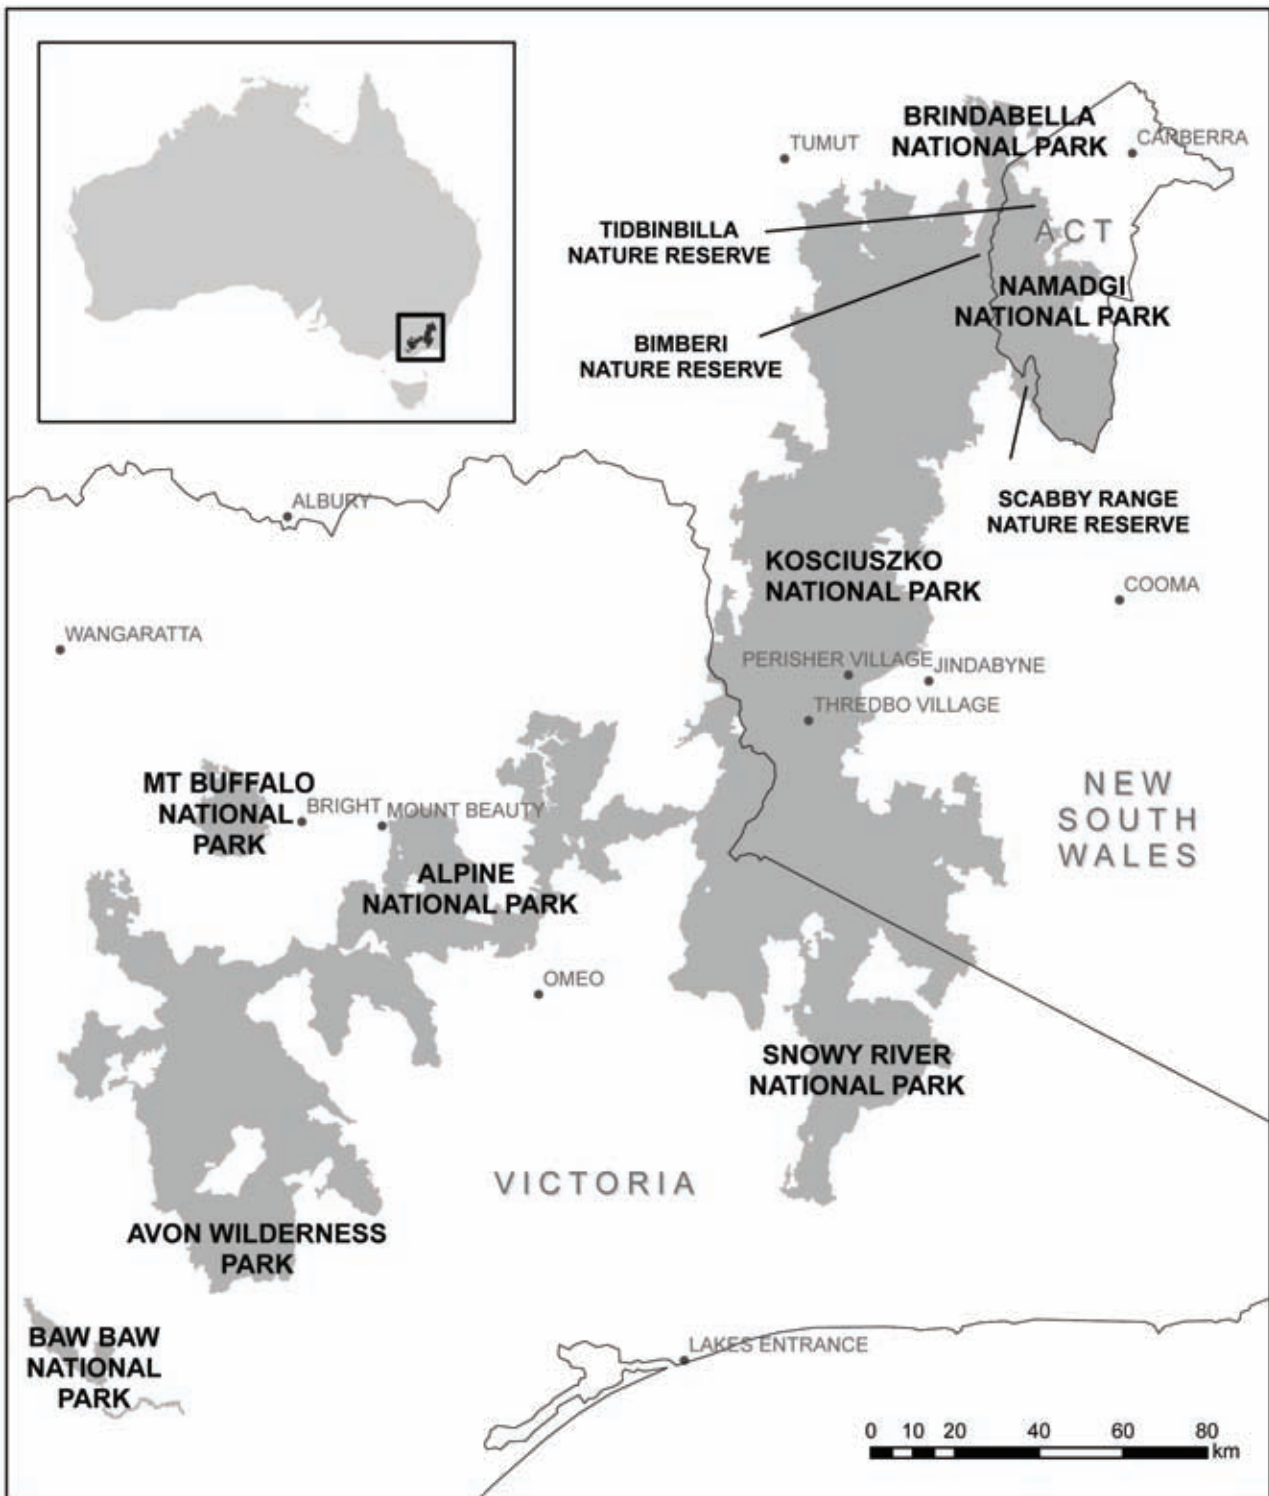 BRINDABELLA
NATIONAL PARK
TUMUT
CANBERRA
TIDBINBILLA
NATURE RESERVE
ACT
NAMADGI
NATIONAL PARK
BIMBERI
NATURE RESERVE
SCABBY RANGE
NATURE RESERVE
ALBURY
KOSCIUSZKO
NATIONAL PARK
COOMA
WANGARATTA
PERISHER VILLAGE
JINDABYNE
THREDBO VILLAGE
MT BUFFALO
NATIONAL
PARK
BRIGHT
MOUNT BEAUTY
NEW
SOUTH
WALES
ALPINE
NATIONAL PARK
OMEO
SNOWY RIVER
NATIONAL PARK
VICTORIA
AVON WILDERNESS
PARK
BAW BAW
NATIONAL
PARK
LAKES ENTRANCE
0 10 20 40 60 80
km